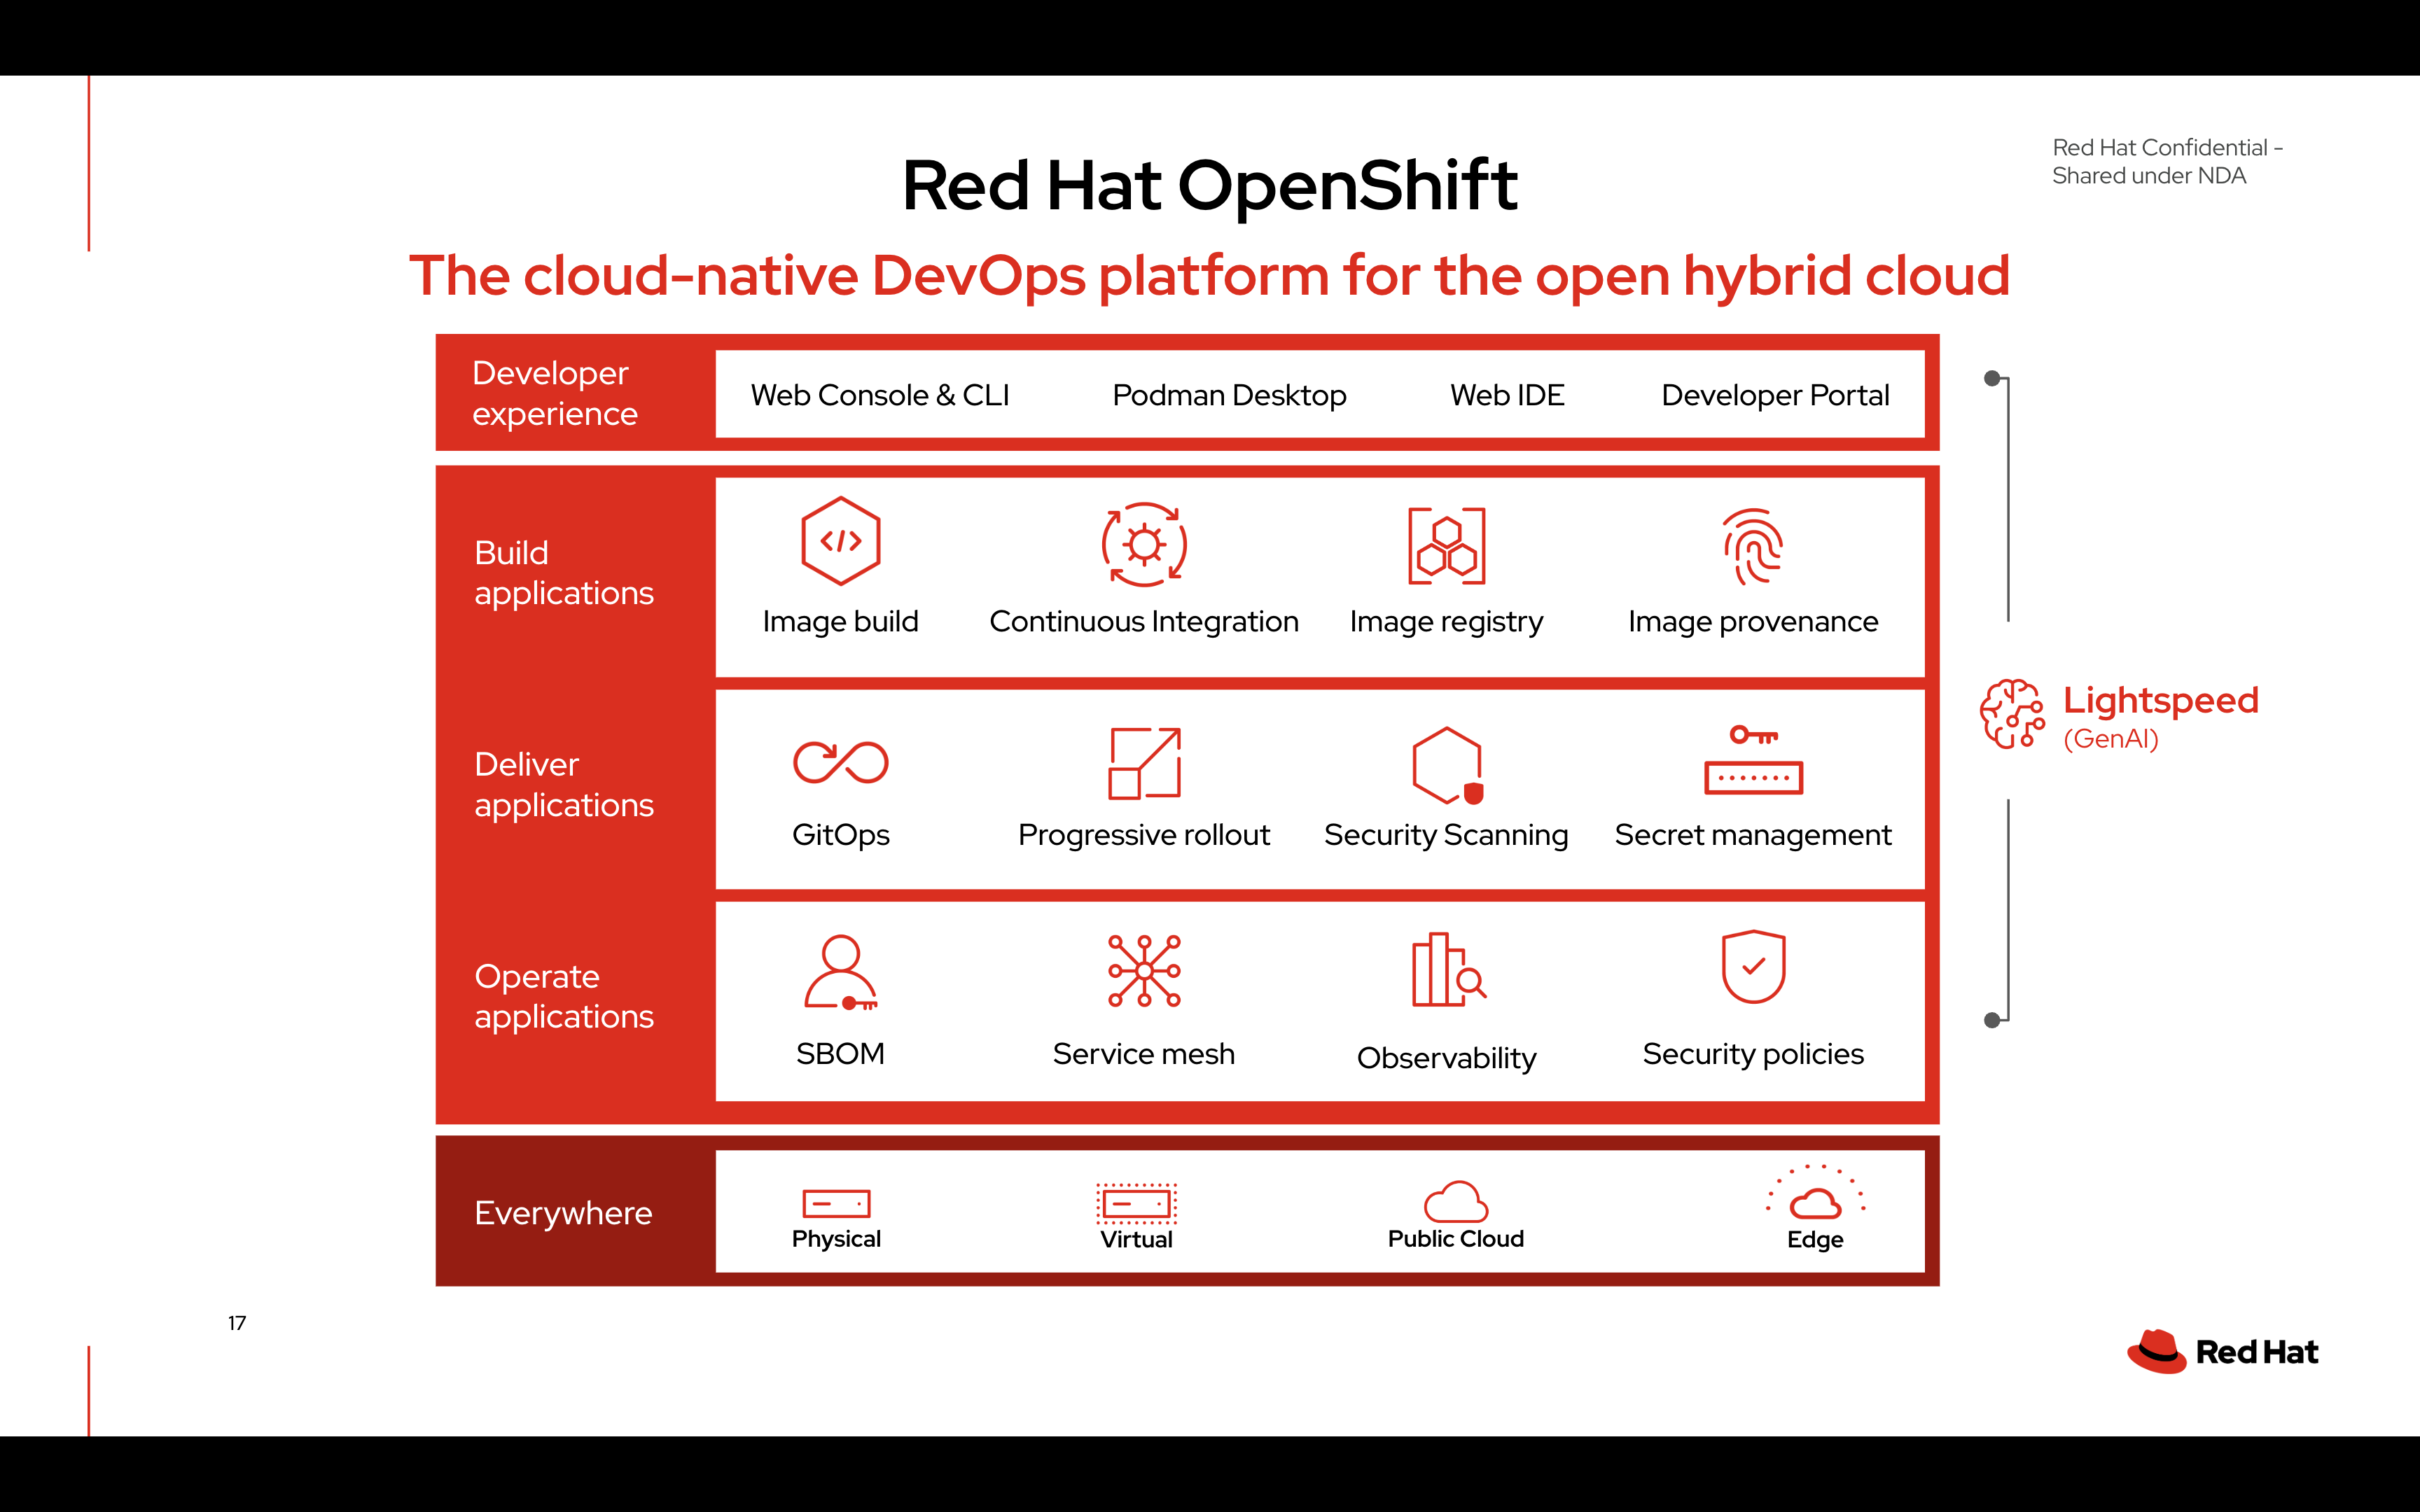 Red Hat Confidential -
Shared under NDA
Red Hat OpenShift
The cloud-native DevOps platform for the open hybrid cloud
Developer
experience
Web Console & CLI
Podman Desktop
Web IDE
Developer Portal
Build
applications
</>
Image build
Continuous Integration
Image registry
Image provenance
Deliver
applications
GitOps
Progressive rollout
Security Scanning
Secret management
Operate
applications
SBOM
Service mesh
Observability
Security policies
Lightspeed
(GenAI)
Everywhere
Physical
Virtual
Public Cloud
Edge
17
Red Hat